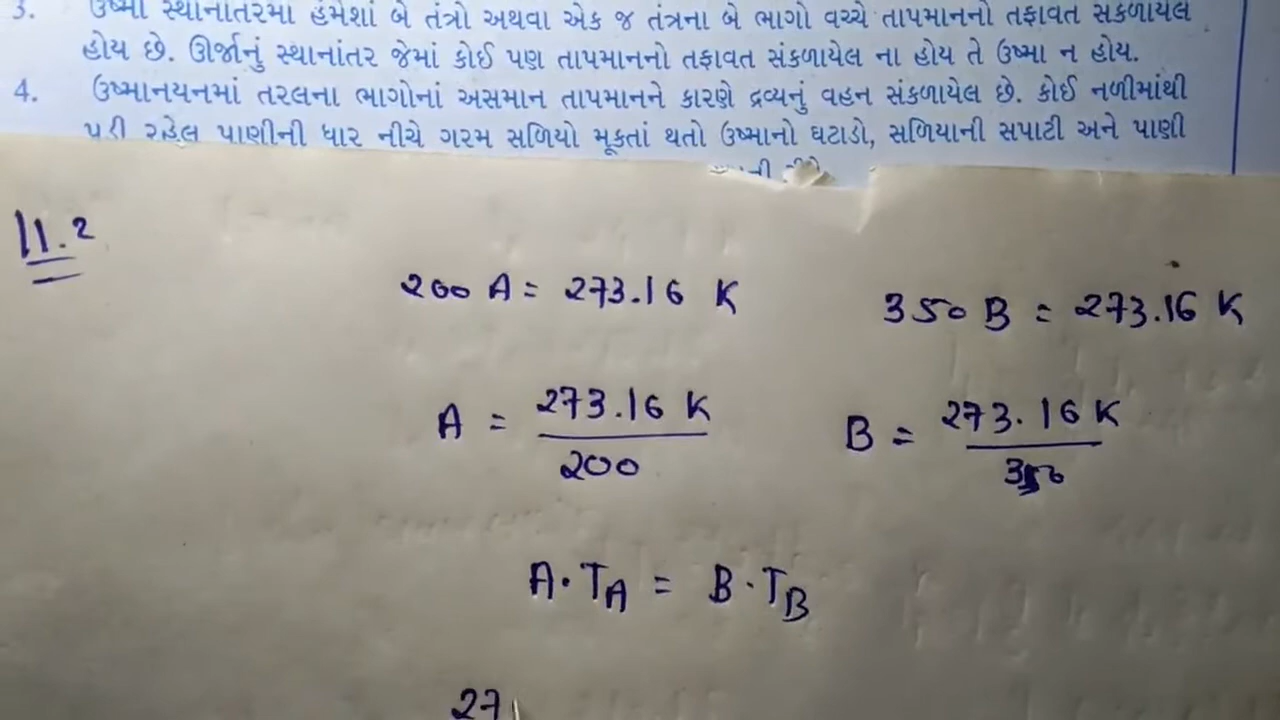 3. ઉષ્મા સ્થાનાંતરમાં હંમેશાં બે તંત્રો અથવા એક જ તંત્રના બે ભાગો વચ્ચે તાપમાનનો તફાવત સંકળાયેલ
હોય છે. ઊર્જાનું સ્થાનાંતર જેમાં કોઈ પણ તાપમાનનો તફાવત સંકળાયેલ ના હોય તે ઉષ્મા ન હોય.
4. ઉષ્માનયનમાં તરલના ભાગોનાં અસમાન તાપમાનને કારણે દ્રવ્યનું વહન સંકળાયેલ છે. કોઈ નળીમાંથી
પડી રહેલ પાણીની ધાર નીચે ગરમ સળિયો મૂકતાં થતો ઉષ્માનો ઘટાડો, સળિયાની સપાટી અને પાણી
11.2
200 A = 273.16 K 350 B = 273.16 K
A = 273.16 K / 200 B = 273.16 K / 350
A·T_A = B·T_B
27